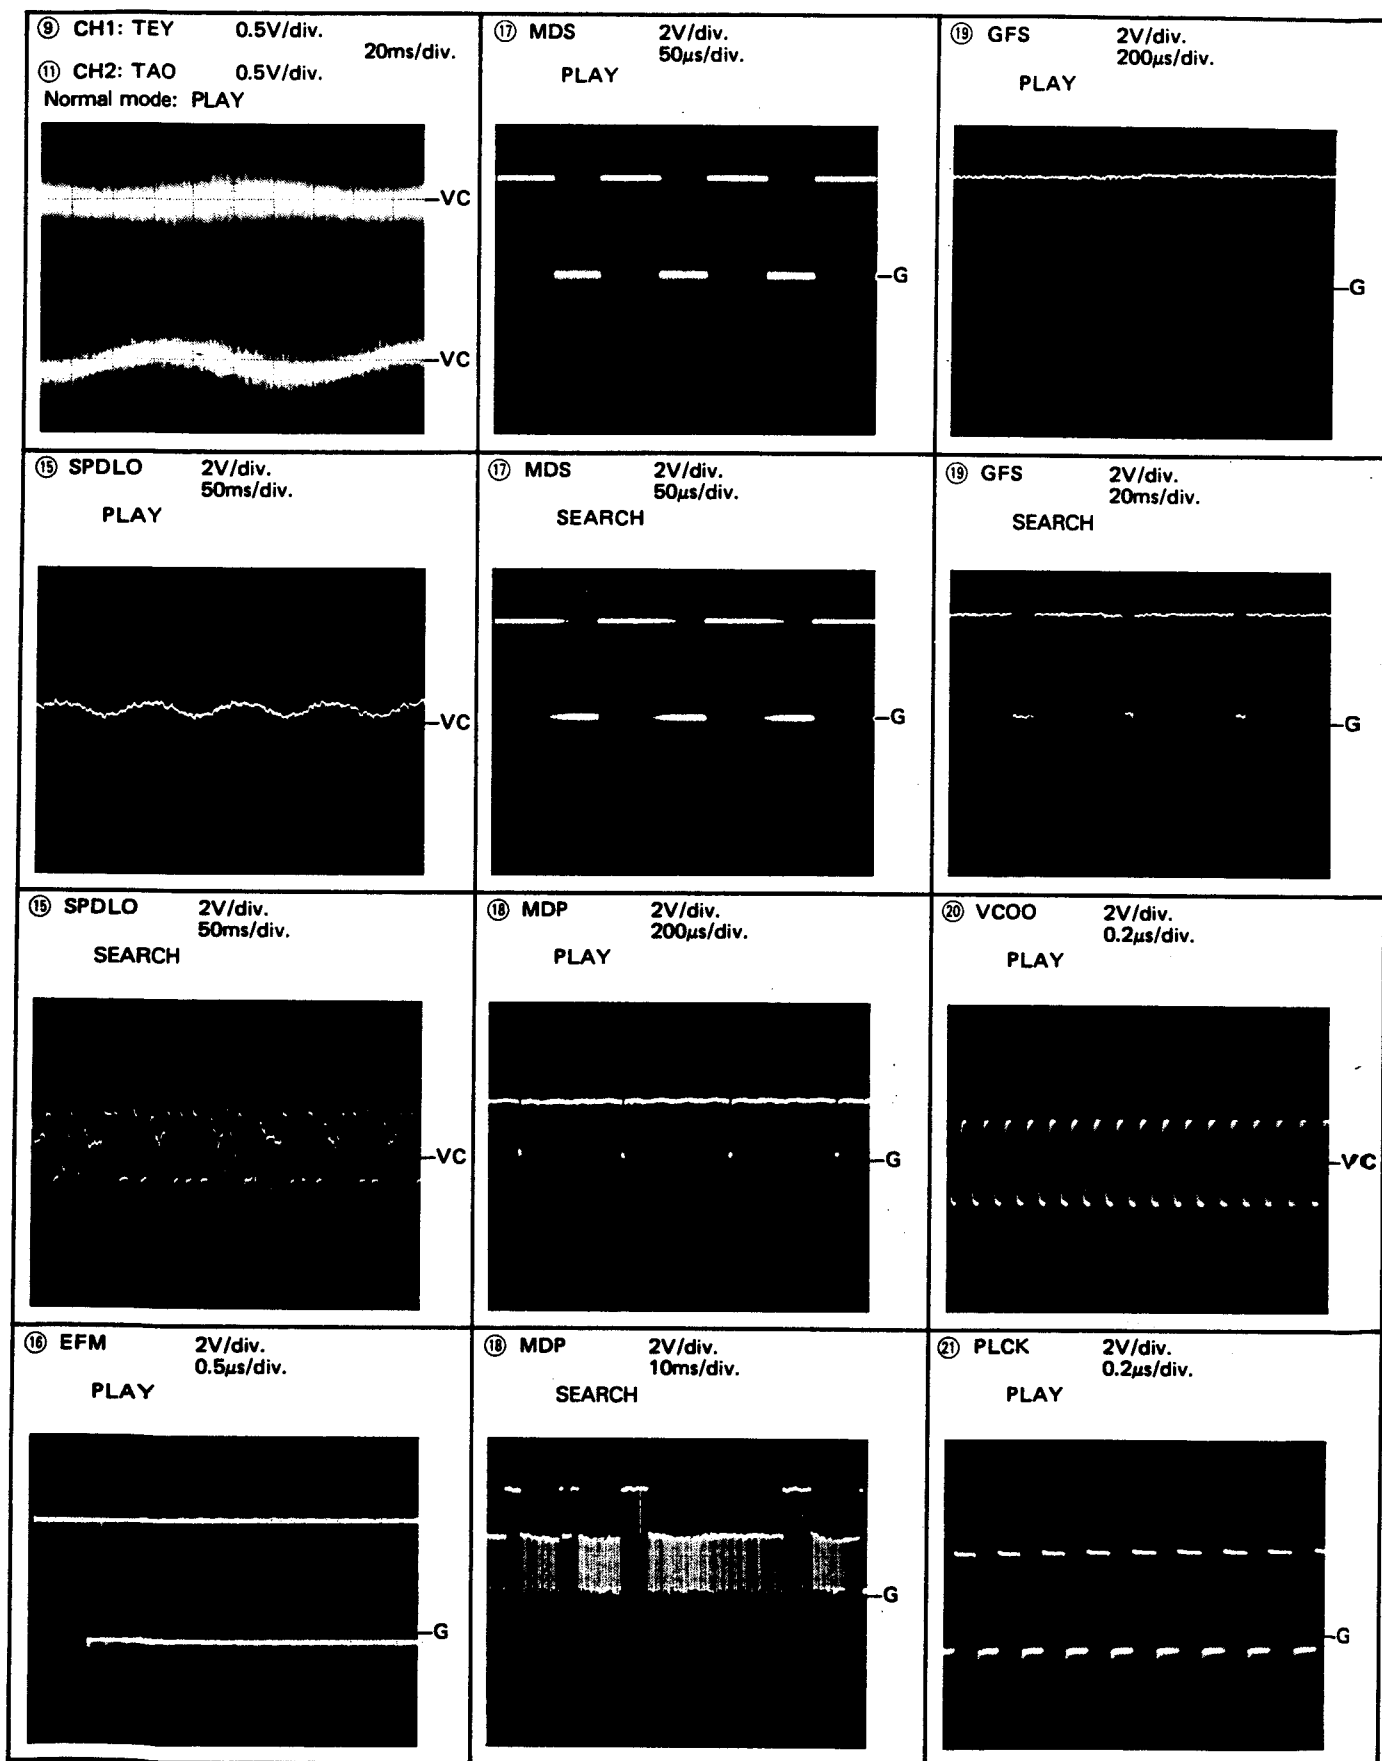 ⑨ CH1: TEY 0.5V/div.
20ms/div.
⑪ CH2: TAO 0.5V/div.
Normal mode: PLAY
VC
VC
⑰ MDS 2V/div.
50µs/div.
PLAY
G
⑲ GFS 2V/div.
200µs/div.
PLAY
G
⑮ SPDLO 2V/div.
50ms/div.
PLAY
VC
⑰ MDS 2V/div.
50µs/div.
SEARCH
G
⑲ GFS 2V/div.
20ms/div.
SEARCH
G
⑮ SPDLO 2V/div.
50ms/div.
SEARCH
VC
⑱ MDP 2V/div.
200µs/div.
PLAY
G
⑳ VCOO 2V/div.
0.2µs/div.
PLAY
VC
⑯ EFM 2V/div.
0.5µs/div.
PLAY
G
⑱ MDP 2V/div.
10ms/div.
SEARCH
G
㉑ PLCK 2V/div.
0.2µs/div.
PLAY
G